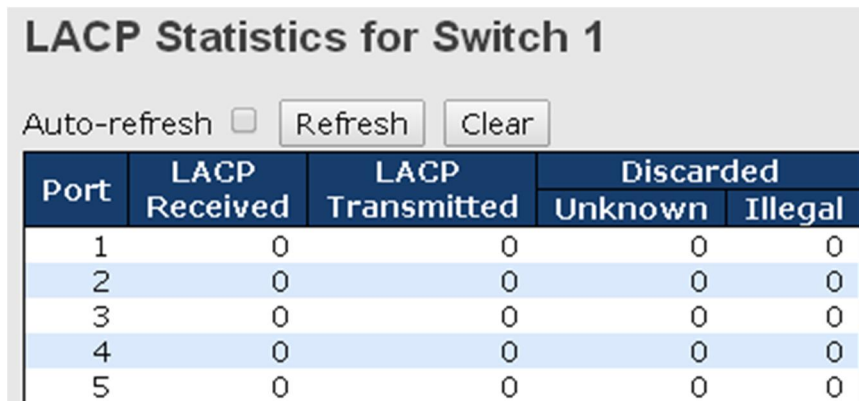 LACP Statistics for Switch 1
Auto-refresh Refresh Clear
Port LACP Received LACP Transmitted Discarded
Unknown Illegal
1 0 0 0 0
2 0 0 0 0
3 0 0 0 0
4 0 0 0 0
5 0 0 0 0